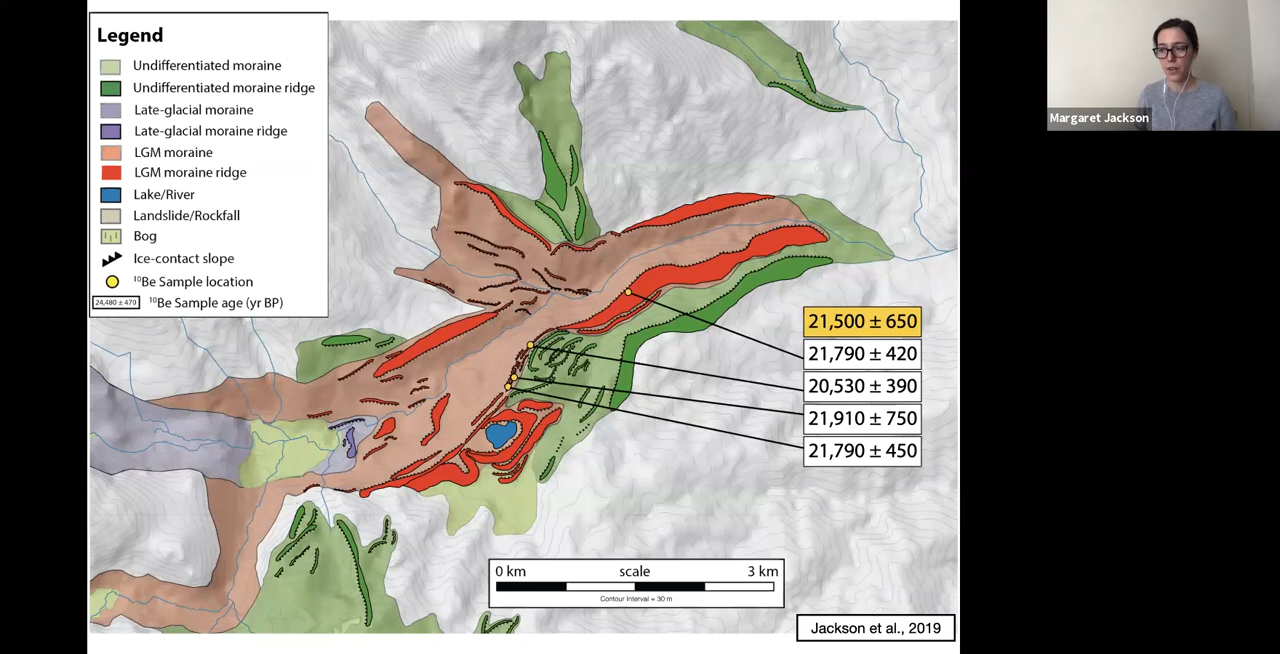 Legend
Undifferentiated moraine
Undifferentiated moraine ridge
Late-glacial moraine
Late-glacial moraine ridge
LGM moraine
LGM moraine ridge
Lake/River
Landslide/Rockfall
Bog
Ice-contact slope
¹⁰Be Sample location
24,480 ± 470 ¹⁰Be Sample age (yr BP)
Margaret Jackson
21,500 ± 650
21,790 ± 420
20,530 ± 390
21,910 ± 750
21,790 ± 450
0 km scale 3 km
Contour Interval = 30 m
Jackson et al., 2019